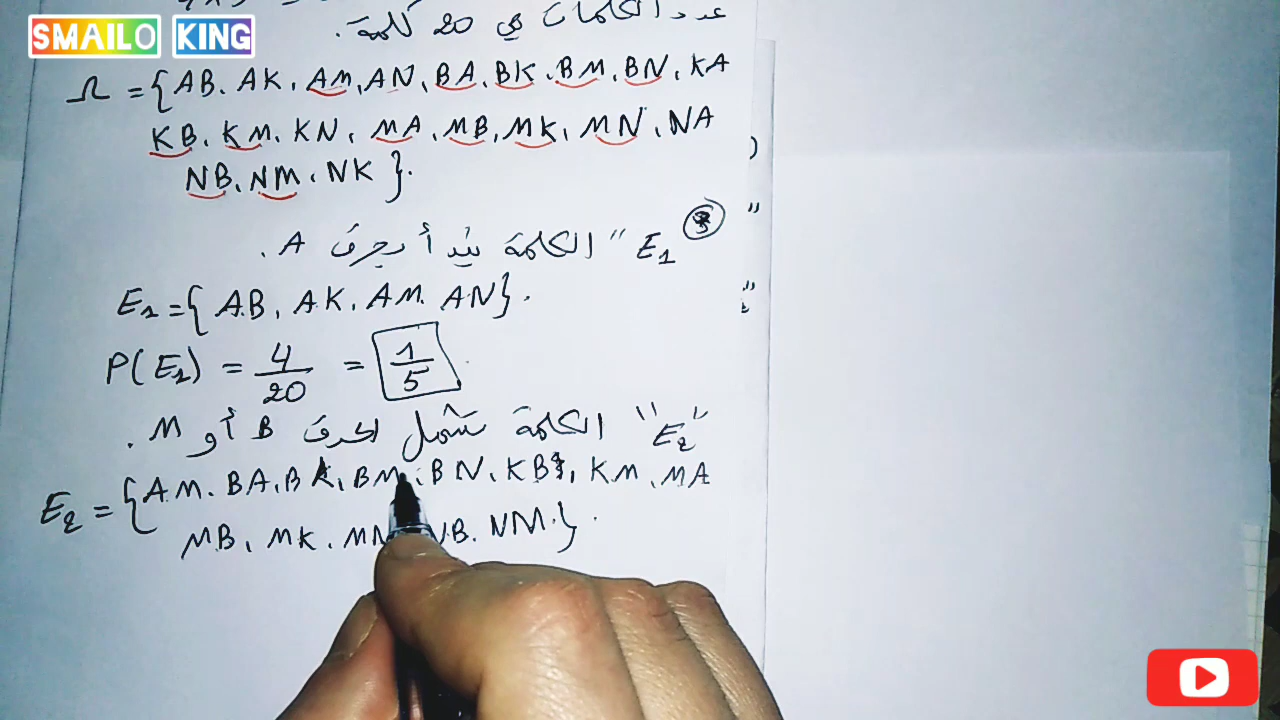 SMAILO KING
عدد الكلمات هي 20 كلمة.
Ω = { AB, AK, AM, AN, BA, BK, BM, BN, KA
KB, KM, KN, MA, MB, MK, MN, NA
NB, NM, NK }.
E1 " الكلمة تبدأ بحرف A .
E1 = { AB, AK, AM, AN }.
P(E1) = 4/20 = 1/5
"E2" الكلمة تشمل الحرف B أو M .
E2 = { AM, BA, BK, BM, BN, KB, KM, MA
MB, MK, MN, NB, NM. } .